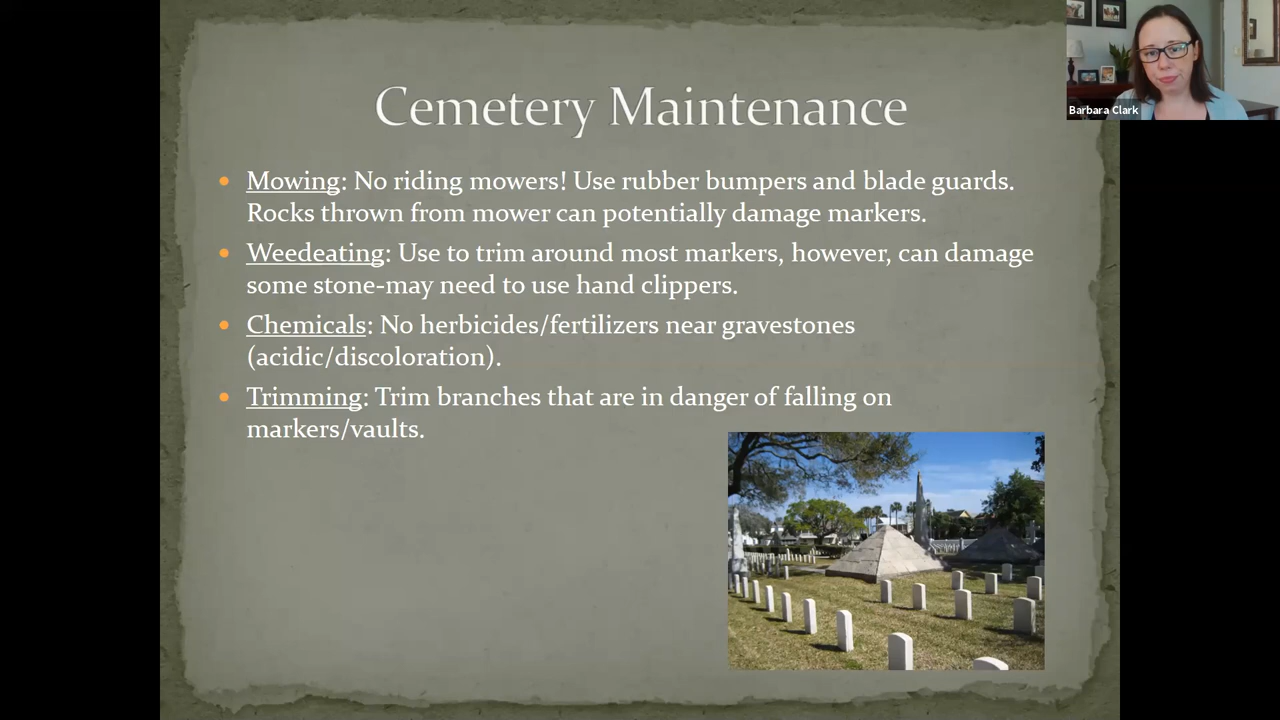 Cemetery Maintenance
Mowing: No riding mowers! Use rubber bumpers and blade guards.
Rocks thrown from mower can potentially damage markers.
Weedeating: Use to trim around most markers, however, can damage
some stone-may need to use hand clippers.
Chemicals: No herbicides/fertilizers near gravestones
(acidic/discoloration).
Trimming: Trim branches that are in danger of falling on
markers/vaults.
Barbara Clark